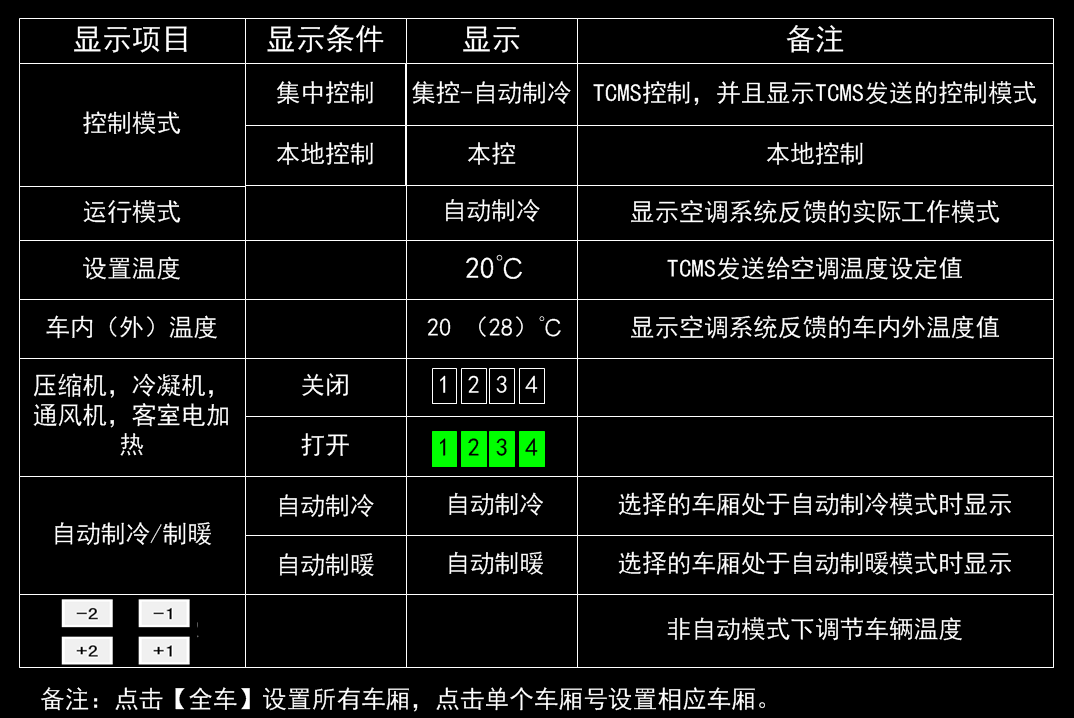 显示项目 显示条件 显示 备注
控制模式
集中控制 集控-自动制冷 TCMS控制，并且显示TCMS发送的控制模式
本地控制 本控 本地控制
运行模式 自动制冷 显示空调系统反馈的实际工作模式
设置温度 20℃ TCMS发送给空调温度设定值
车内（外）温度 20 （28）℃ 显示空调系统反馈的车内外温度值
压缩机，冷凝机，
通风机，客室电加
热
关闭 1 2 3 4
打开 1 2 3 4
自动制冷/制暖
自动制冷 自动制冷 选择的车厢处于自动制冷模式时显示
自动制暖 自动制暖 选择的车厢处于自动制暖模式时显示
-2 -1
+2 +1
非自动模式下调节车辆温度
备注：点击【全车】设置所有车厢，点击单个车厢号设置相应车厢。